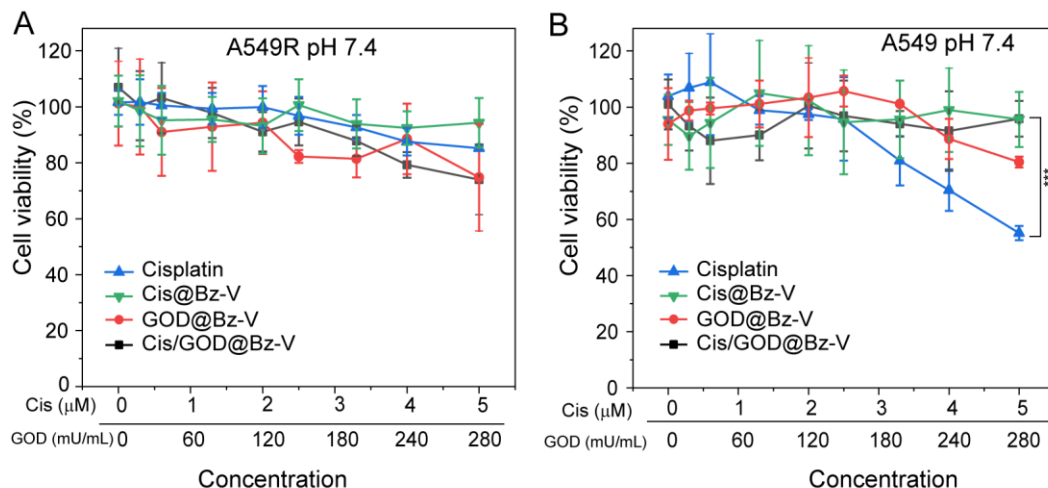 A
A549R pH 7.4
Cell viability (%)
120
100
80
60
40
20
0
Cisplatin
Cis@Bz-V
GOD@Bz-V
Cis/GOD@Bz-V
Cis (μM) 0 1 2 3 4 5
GOD (mU/mL) 0 60 120 180 240 280
Concentration
B
A549 pH 7.4
Cell viability (%)
120
100
80
60
40
20
0
***
Cisplatin
Cis@Bz-V
GOD@Bz-V
Cis/GOD@Bz-V
Cis (μM) 0 1 2 3 4 5
GOD (mU/mL) 0 60 120 180 240 280
Concentration